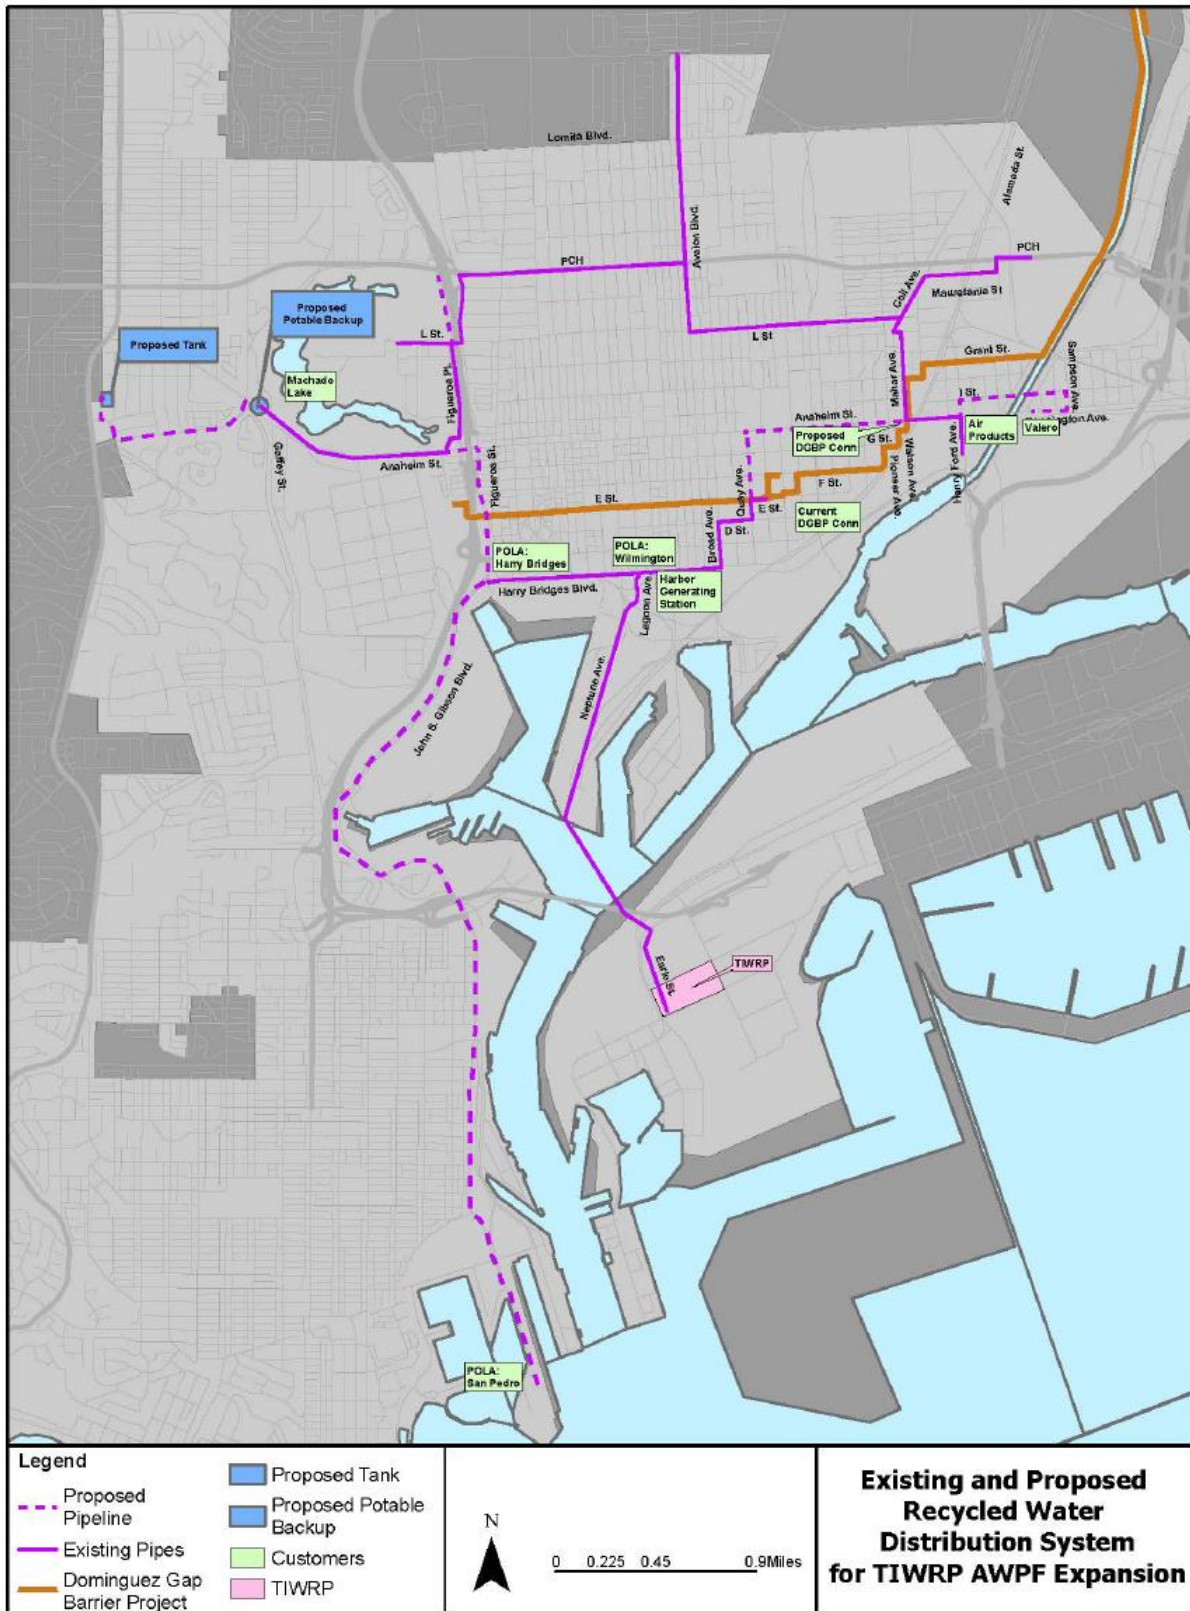 Lomita Blvd.
Alameda St.
Avalon Blvd.
PCH
PCH
Coil Ave.
Mauretania St
Proposed
Potable Backup
Proposed Tank
L St.
L St
Grant St.
Sampson Ave.
Machado
Lake
Figueroa Pl.
Mahar Ave.
I St.
Anaheim St.
Air
Products
Valero
Proposed
DGBP Conn
G St.
Watson Ave.
Pioneer Ave.
Henry Ford Ave.
Gaffey St.
Anaheim St.
Figueroa St.
Quay Ave.
E St.
F St.
E St.
Current
DGBP Conn
Broad Ave.
D St.
POLA:
Harry Bridges
POLA:
Wilmington
Harry Bridges Blvd.
Lagoon Ave.
Harbor
Generating
Station
Neptune Ave.
John S. Gibson Blvd.
Earle St.
TIWRP
POLA:
San Pedro
Legend
Proposed
Pipeline
Existing Pipes
Dominguez Gap
Barrier Project
Proposed Tank
Proposed Potable
Backup
Customers
TIWRP
N
0 0.225 0.45 0.9Miles
Existing and Proposed
Recycled Water
Distribution System
for TIWRP AWPF Expansion